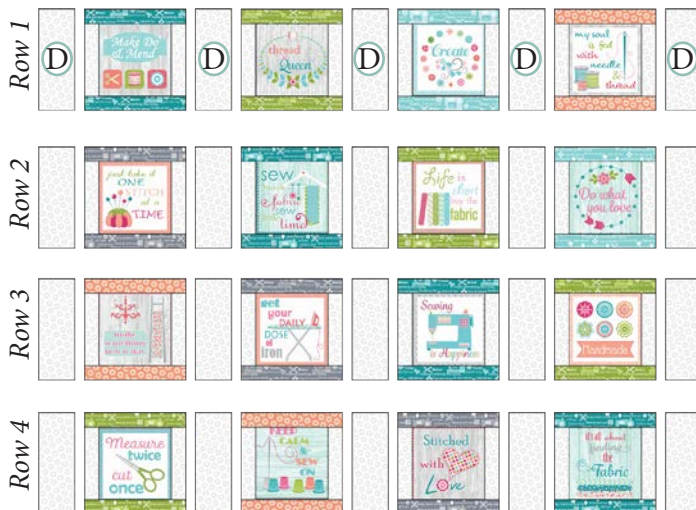 Row 1
D
Make Do
& Mend
D
thread
Queen
D
Create
D
my soul
is fed
with
needle
&
thread
D
Row 2
just take it
ONE
STITCH
at a
TIME
sew
fabric
sew
time
Life is
short
buy the
fabric
Do what
you love
Row 3
get
your
DAILY
DOSE
of
iron
Sewing
is Happiness
Handmade
Row 4
Measure
twice
cut
once
KEEP
CALM
&
SEW
ON
Stitched
with
Love
It's all about
finding
the
Fabric